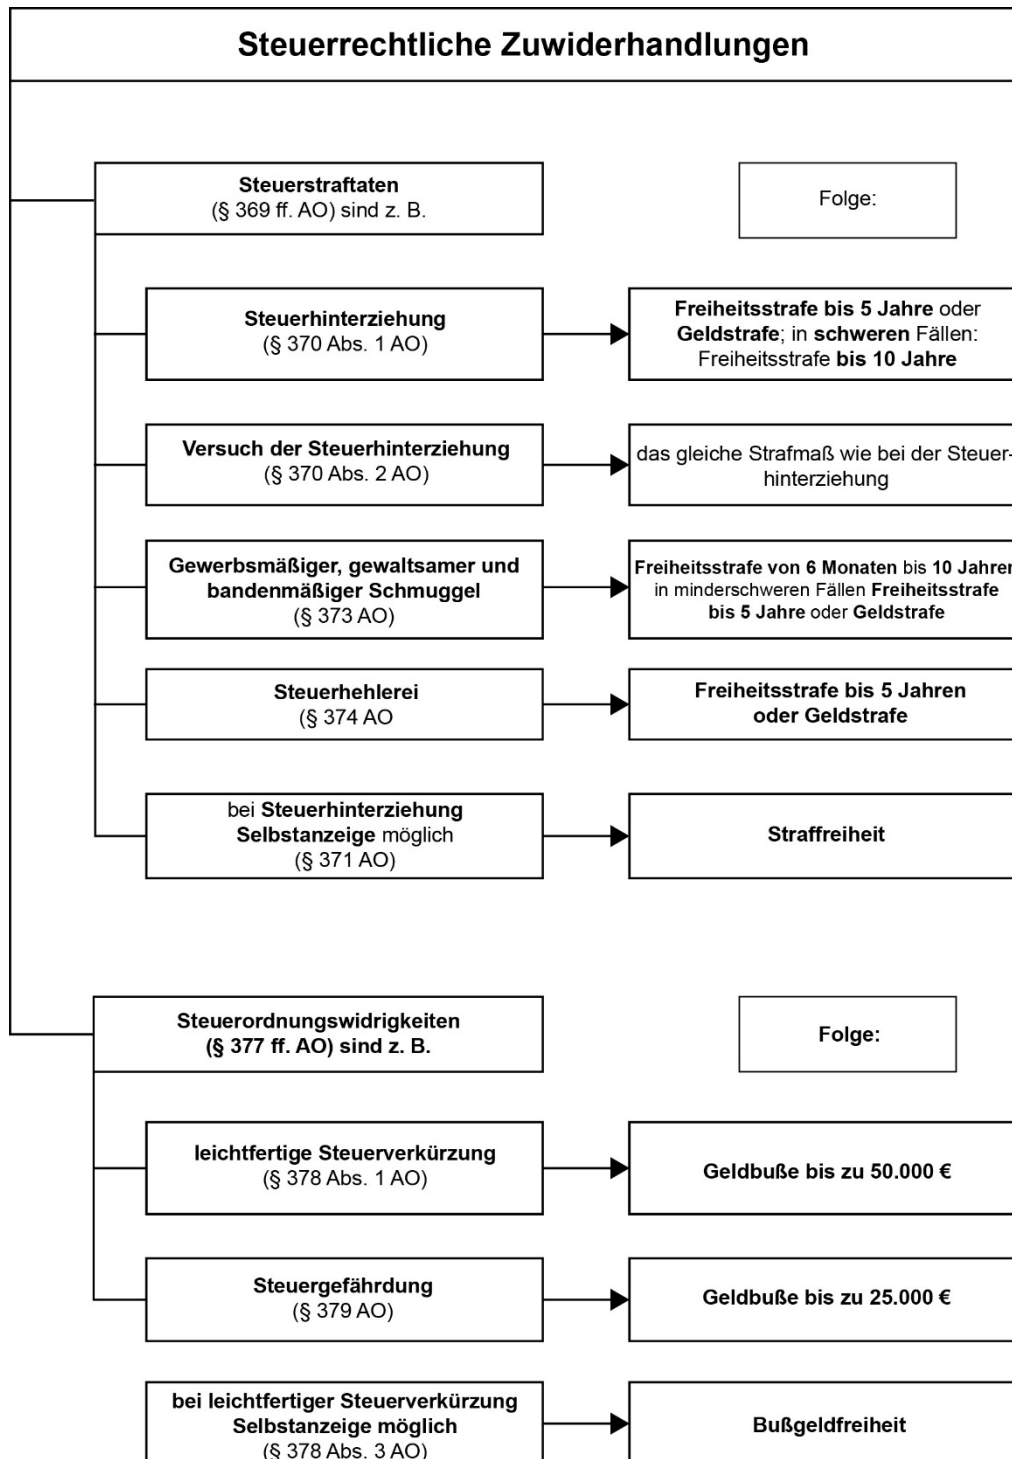 Steuerrechtliche Zuwiderhandlungen
Steuerstraftaten
(§ 369 ff. AO) sind z. B.
Folge:
Steuerhinterziehung
(§ 370 Abs. 1 AO)
Freiheitsstrafe bis 5 Jahre oder
Geldstrafe; in schweren Fällen:
Freiheitsstrafe bis 10 Jahre
Versuch der Steuerhinterziehung
(§ 370 Abs. 2 AO)
das gleiche Strafmaß wie bei der Steuer-
hinterziehung
Gewerbsmäßiger, gewaltsamer und
bandenmäßiger Schmuggel
(§ 373 AO)
Freiheitsstrafe von 6 Monaten bis 10 Jahren
in minderschweren Fällen Freiheitsstrafe
bis 5 Jahre oder Geldstrafe
Steuerhehlerei
(§ 374 AO
Freiheitsstrafe bis 5 Jahren
oder Geldstrafe
bei Steuerhinterziehung
Selbstanzeige möglich
(§ 371 AO)
Straffreiheit
Steuerordnungswidrigkeiten
(§ 377 ff. AO) sind z. B.
Folge:
leichtfertige Steuerverkürzung
(§ 378 Abs. 1 AO)
Geldbuße bis zu 50.000 €
Steuergefährdung
(§ 379 AO)
Geldbuße bis zu 25.000 €
bei leichtfertiger Steuerverkürzung
Selbstanzeige möglich
(§ 378 Abs. 3 AO)
Bußgeldfreiheit